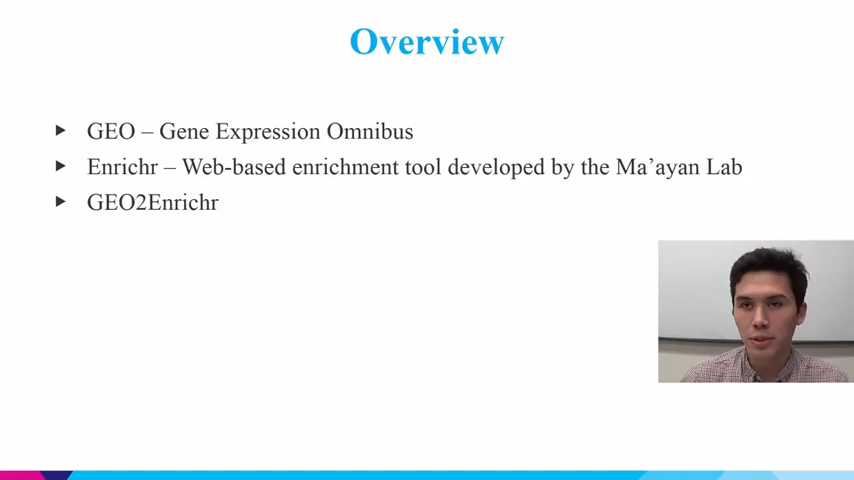 Overview
GEO – Gene Expression Omnibus
Enrichr – Web-based enrichment tool developed by the Ma’ayan Lab
GEO2Enrichr